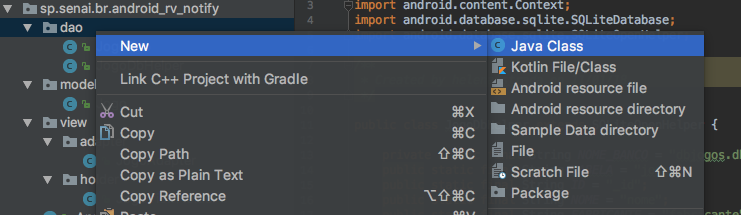 sp.senai.br.android_rv_notify
dao
model
view
ad
ho
3
4
import android.content.Context;
import android.database.sqlite.SQLiteDatabase;
{
gos.db
New
Link C++ Project with Gradle
Cut ⌘X
Copy ⌘C
Copy Path ⇧⌘C
Copy as Plain Text
Copy Reference ⌥⇧⌘C
Java Class
Kotlin File/Class
Android resource file
Android resource directory
Sample Data directory
File
Scratch File ⇧⌘N
Package